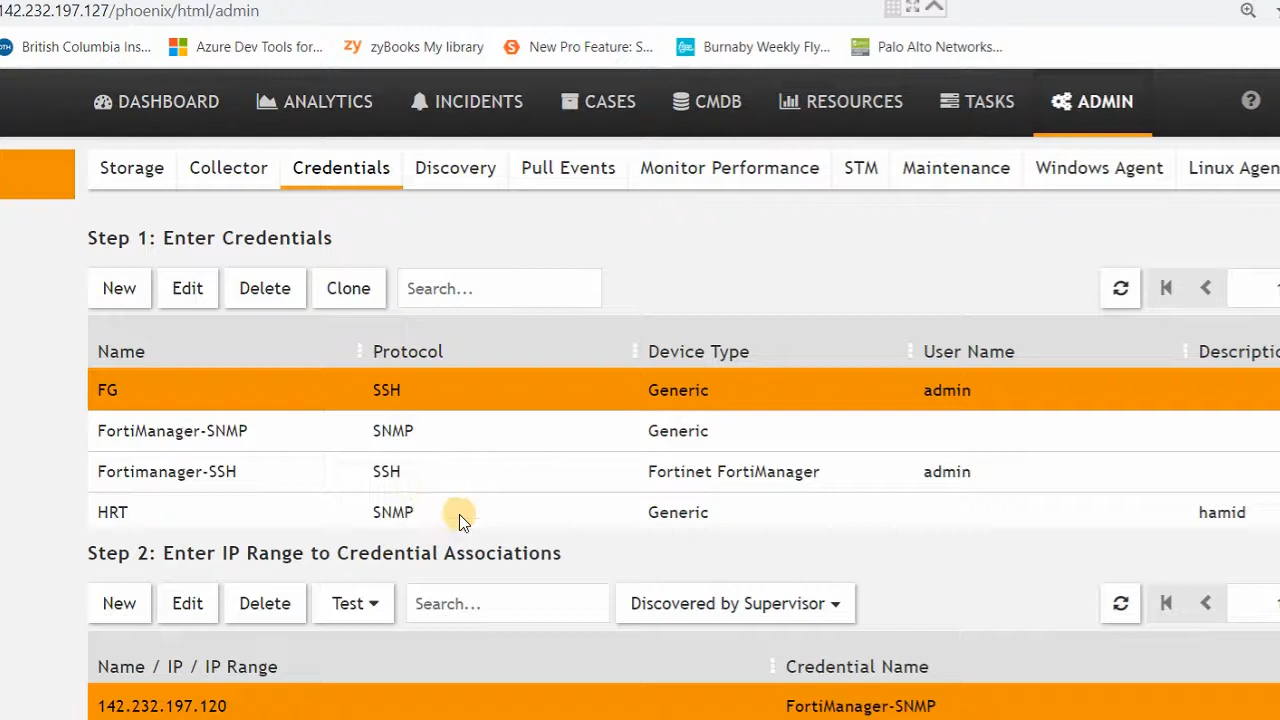 142.232.197.127/phoenix/html/admin
British Columbia Ins... Azure Dev Tools for... zy zyBooks My library New Pro Feature: S... Burnaby Weekly Fly... Palo Alto Networks...
DASHBOARD ANALYTICS INCIDENTS CASES CMDB RESOURCES TASKS ADMIN
Storage Collector Credentials Discovery Pull Events Monitor Performance STM Maintenance Windows Agent Linux Agen
Step 1: Enter Credentials
New Edit Delete Clone Search...
Name Protocol Device Type User Name Descriptio
FG SSH Generic admin
FortiManager-SNMP SNMP Generic
Fortimanager-SSH SSH Fortinet FortiManager admin
HRT SNMP Generic hamid
Step 2: Enter IP Range to Credential Associations
New Edit Delete Test Search... Discovered by Supervisor
Name / IP / IP Range Credential Name
142.232.197.120 FortiManager-SNMP